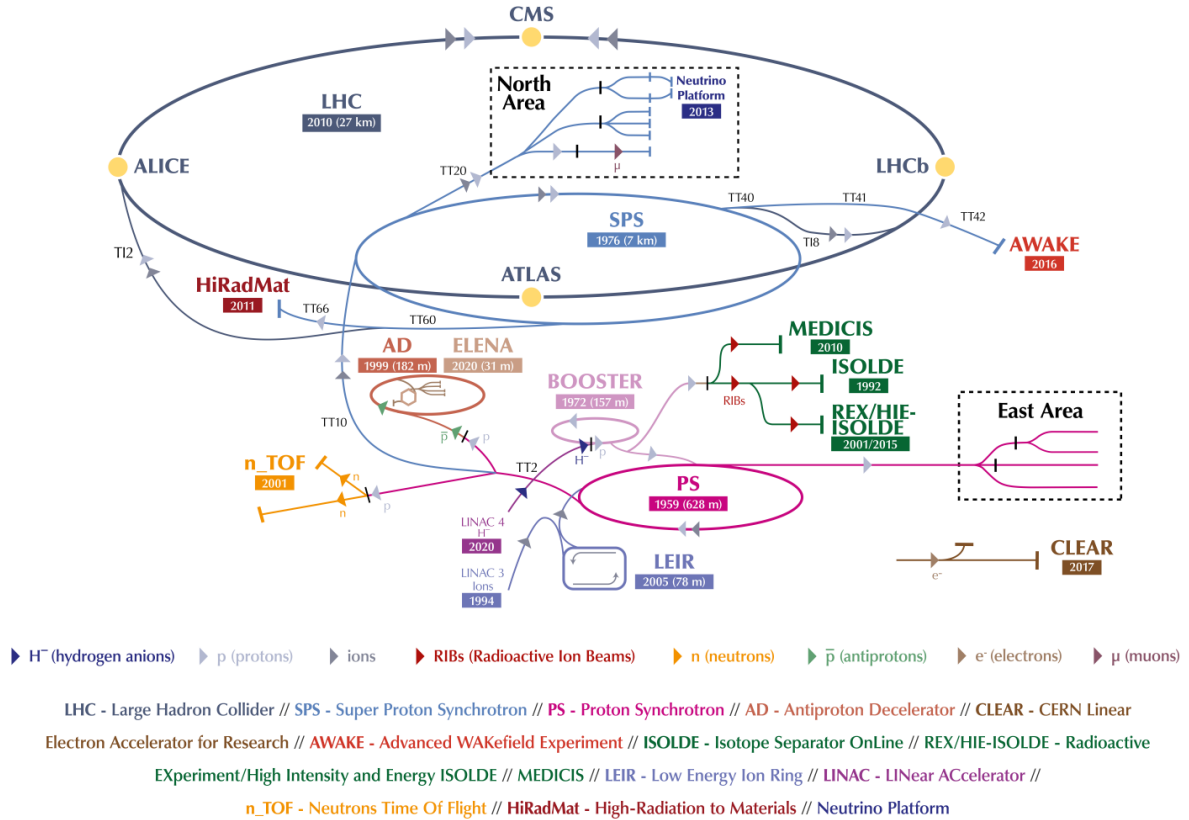 CMS
North
Area
Neutrino
Platform
2013
LHC
2010 (27 km)
μ
ALICE
LHCb
TT20
TT40
TT41
TT42
SPS
1976 (7 km)
TI8
AWAKE
2016
TI2
ATLAS
HiRadMat
2011
TT66
TT60
MEDICIS
2010
AD
1999 (182 m)
ELENA
2020 (31 m)
BOOSTER
1972 (157 m)
ISOLDE
1992
RIBs
REX/HIE-
ISOLDE
2001/2015
East Area
TT10
p̅
p
H⁻
p
n_TOF
2001
n
n
p
TT2
PS
1959 (628 m)
LINAC 4
H⁻
2020
LINAC 3
Ions
1994
LEIR
2005 (78 m)
CLEAR
2017
e⁻
H⁻ (hydrogen anions)
p (protons)
ions
RIBs (Radioactive Ion Beams)
n (neutrons)
p̅ (antiprotons)
e⁻ (electrons)
μ (muons)
LHC - Large Hadron Collider // SPS - Super Proton Synchrotron // PS - Proton Synchrotron // AD - Antiproton Decelerator // CLEAR - CERN Linear
Electron Accelerator for Research // AWAKE - Advanced WAKefield Experiment // ISOLDE - Isotope Separator OnLine // REX/HIE-ISOLDE - Radioactive
EXperiment/High Intensity and Energy ISOLDE // MEDICIS // LEIR - Low Energy Ion Ring // LINAC - LINear ACcelerator //
n_TOF - Neutrons Time Of Flight // HiRadMat - High-Radiation to Materials // Neutrino Platform